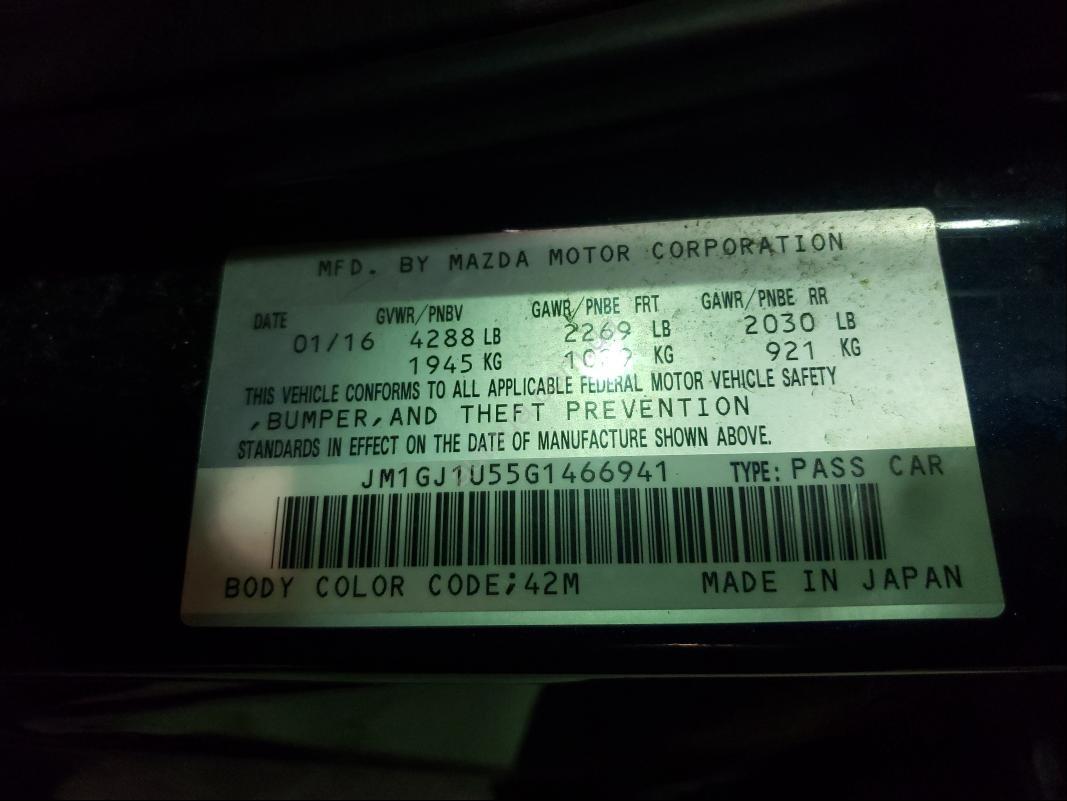 MFD. BY MAZDA MOTOR CORPORATION
DATE GVWR/PNBV GAWR/PNBE FRT GAWR/PNBE RR
01/16 4288 LB 2269 LB 2030 LB
1945 KG KG 921 KG
THIS VEHICLE CONFORMS TO ALL APPLICABLE FEDERAL MOTOR VEHICLE SAFETY
,BUMPER,AND THEFT PREVENTION
STANDARDS IN EFFECT ON THE DATE OF MANUFACTURE SHOWN ABOVE.
JM1GJ1U55G1466941 TYPE: PASS CAR
BODY COLOR CODE;42M MADE IN JAPAN